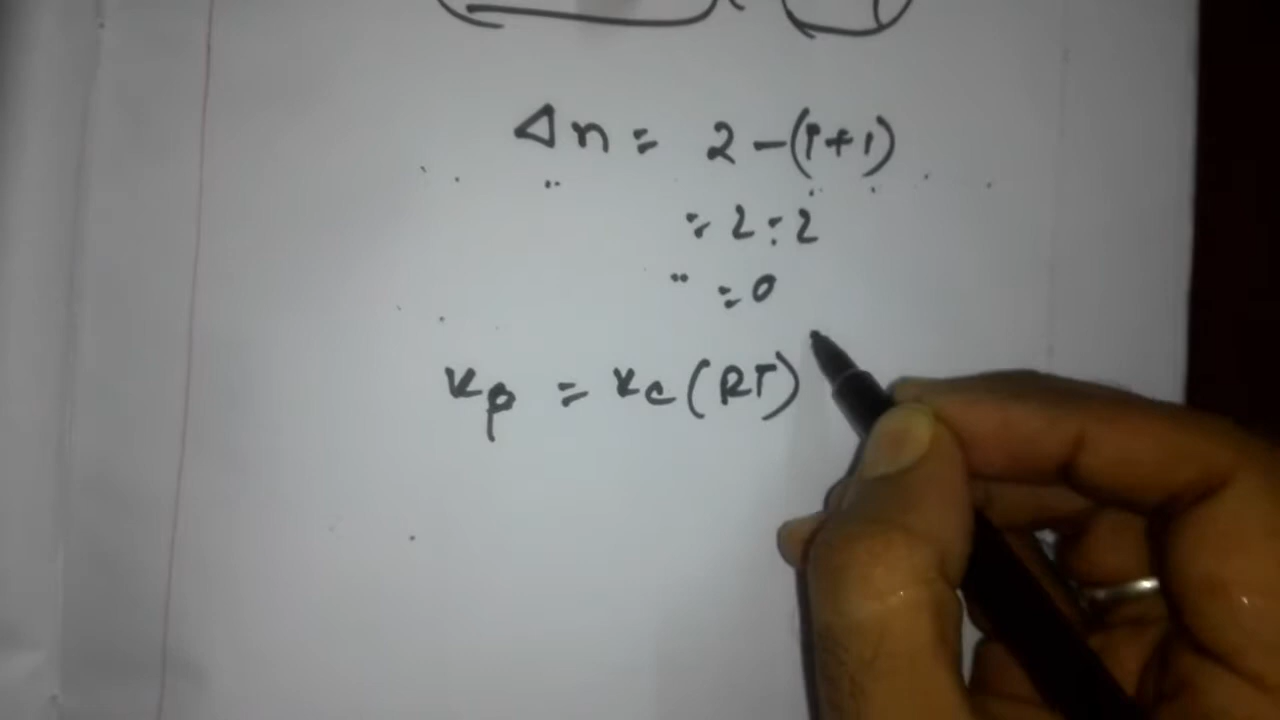 Δn = 2 - (1+1)
= 2 - 2
= 0
Kp = Kc (RT)